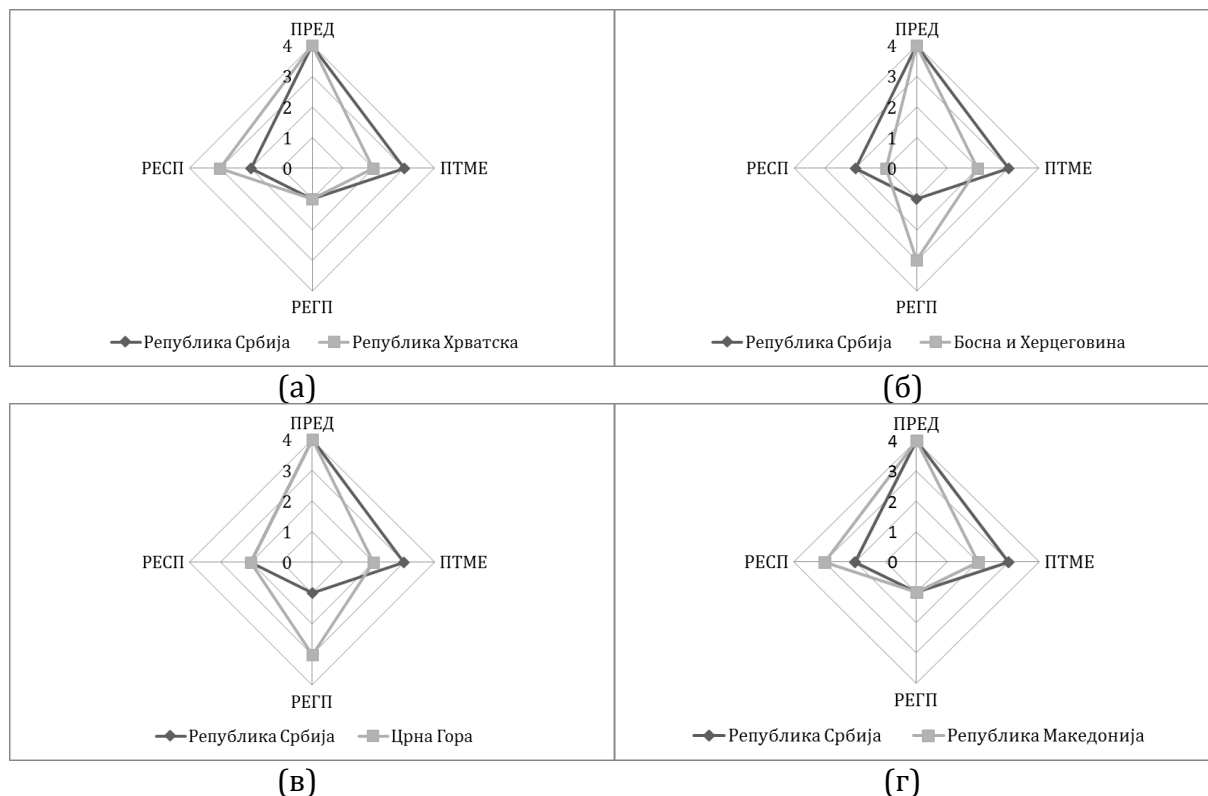 ПРЕД
4
3
2
1
0
РЕСП
ПТМЕ
РЕГП
Република Србија
Република Хрватска
(а)
ПРЕД
4
3
2
1
0
РЕСП
ПТМЕ
РЕГП
Република Србија
Босна и Херцеговина
(б)
ПРЕД
4
3
2
1
0
РЕСП
ПТМЕ
РЕГП
Република Србија
Црна Гора
(в)
ПРЕД
4
3
2
1
0
РЕСП
ПТМЕ
РЕГП
Република Србија
Република Македонија
(г)